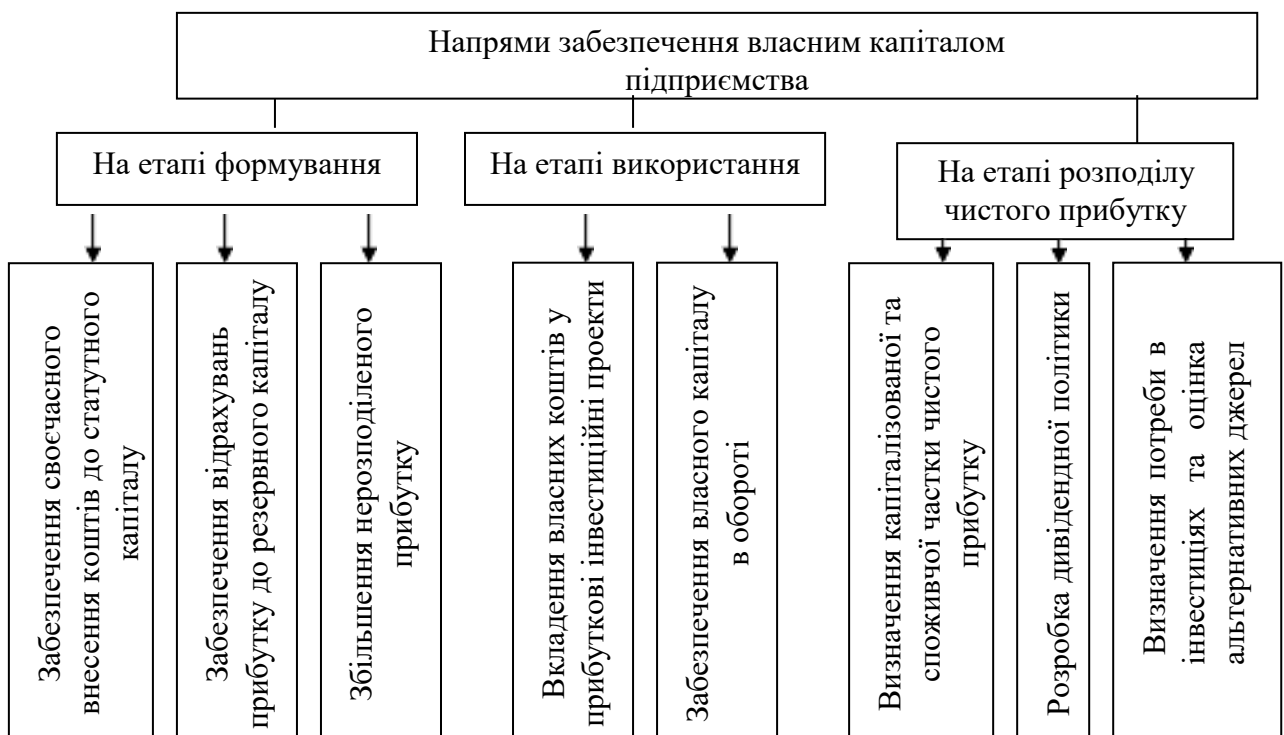 Напрями забезпечення власним капіталом
підприємства
На етапі формування
На етапі використання
На етапі розподілу
чистого прибутку
Забезпечення своєчасного
внесення коштів до статутного
капіталу
Забезпечення відрахувань
прибутку до резервного капіталу
Збільшення нерозподіленого
прибутку
Вкладення власних коштів у
прибуткові інвестиційні проекти
Забезпечення власного капіталу
в обороті
Визначення капіталізованої та
споживчої частки чистого
прибутку
Розробка дивідендної політики
Визначення потреби в
інвестиціях та оцінка
альтернативних джерел